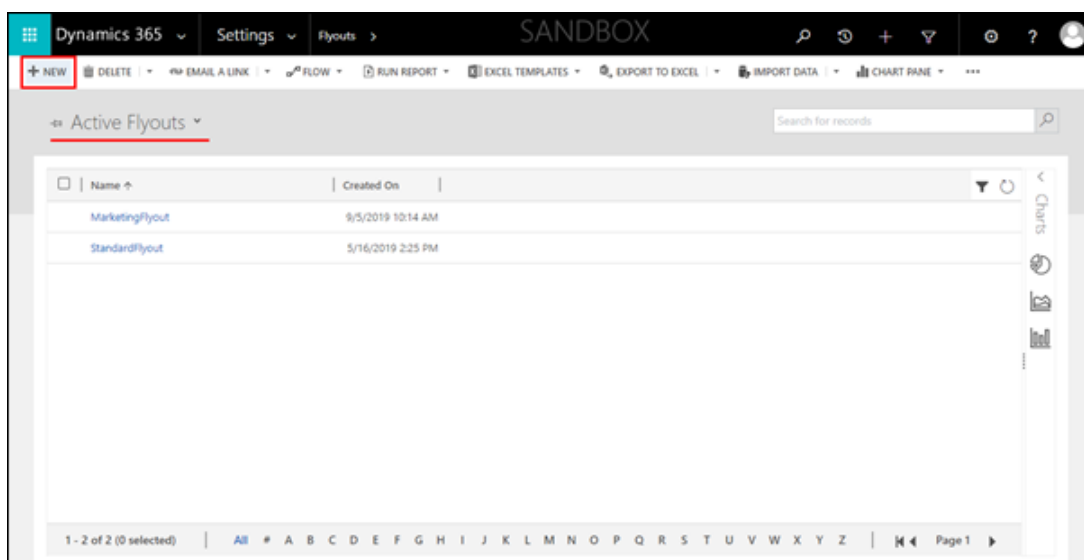 Dynamics 365 Settings Flyouts > SANDBOX + ?
+ NEW DELETE EMAIL A LINK FLOW RUN REPORT EXCEL TEMPLATES EXPORT TO EXCEL IMPORT DATA CHART PANE ...
Active Flyouts
Search for records
Name ↑ Created On
Charts
MarketingFlyout 9/5/2019 10:14 AM
StandardFlyout 5/16/2019 2:25 PM
1 - 2 of 2 (0 selected) All # A B C D E F G H I J K L M N O P Q R S T U V W X Y Z Page 1